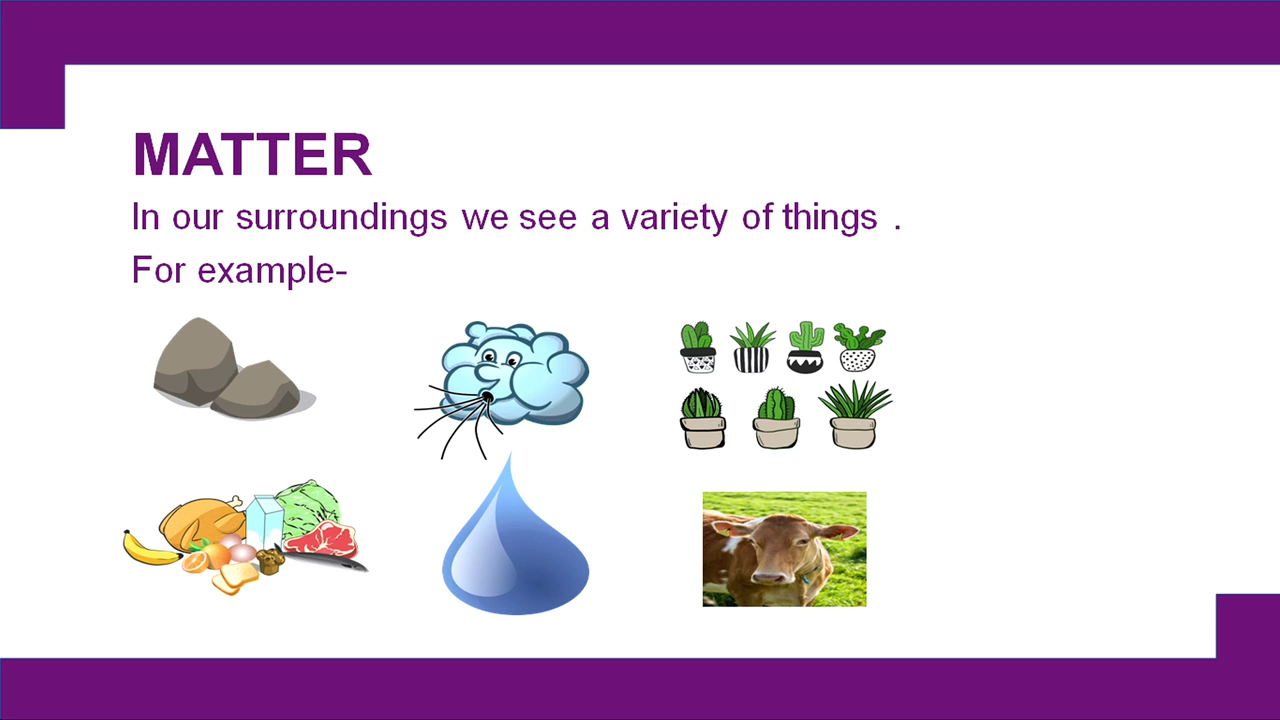 MATTER
In our surroundings we see a variety of things .
For example-